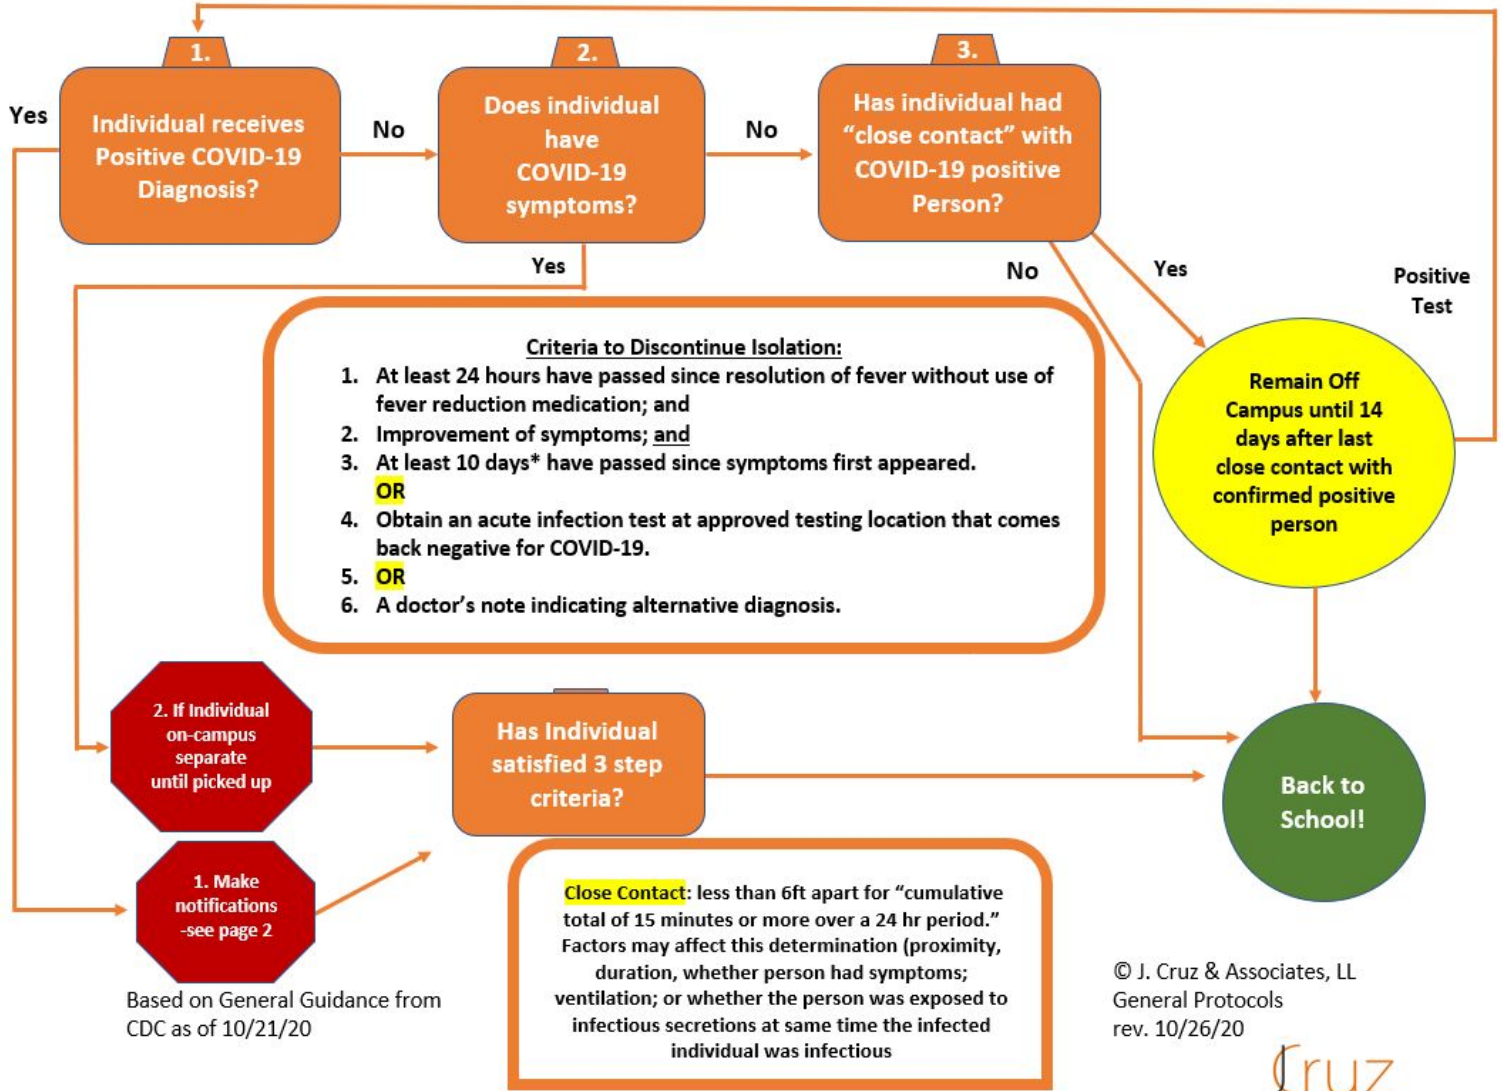 1.
Individual receives
Positive COVID-19
Diagnosis?
Yes
No
2.
Does individual
have
COVID-19
symptoms?
No
Yes
3.
Has individual had
“close contact” with
COVID-19 positive
Person?
No
Yes
Positive
Test
Remain Off
Campus until 14
days after last
close contact with
confirmed positive
person
Criteria to Discontinue Isolation:
1. At least 24 hours have passed since resolution of fever without use of
fever reduction medication; and
2. Improvement of symptoms; and
3. At least 10 days* have passed since symptoms first appeared.
OR
4. Obtain an acute infection test at approved testing location that comes
back negative for COVID-19.
5. OR
6. A doctor’s note indicating alternative diagnosis.
2. If Individual
on-campus
separate
until picked up
Has Individual
satisfied 3 step
criteria?
Back to
School!
1. Make
notifications
-see page 2
Close Contact: less than 6ft apart for “cumulative
total of 15 minutes or more over a 24 hr period.”
Factors may affect this determination (proximity,
duration, whether person had symptoms;
ventilation; or whether the person was exposed to
infectious secretions at same time the infected
individual was infectious
Based on General Guidance from
CDC as of 10/21/20
© J. Cruz & Associates, LL
General Protocols
rev. 10/26/20
Cruz